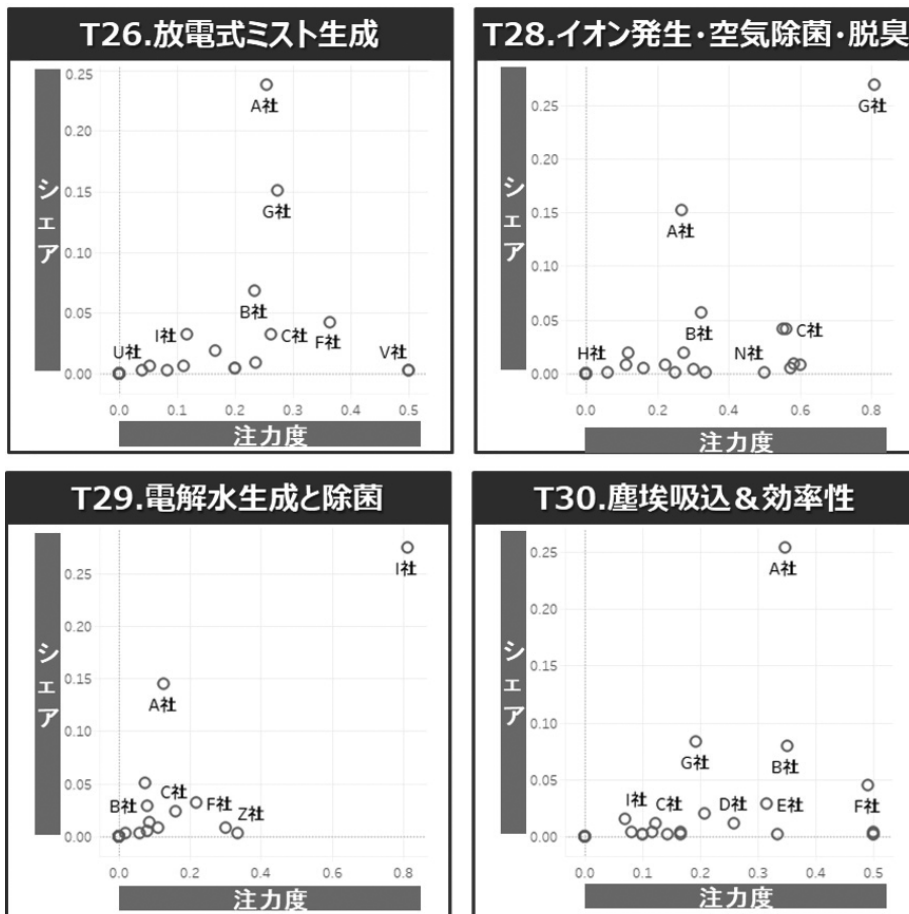 T26.放電式ミスト生成
シェア
0.25
0.20
0.15
0.10
0.05
0.00
A社
G社
B社
I社
C社
F社
U社
V社
0.0 0.1 0.2 0.3 0.4 0.5
注力度
T28.イオン発生・空気除菌・脱臭
シェア
0.25
0.20
0.15
0.10
0.05
0.00
G社
A社
B社
C社
H社
N社
0.0 0.2 0.4 0.6 0.8
注力度
T29.電解水生成と除菌
シェア
0.25
0.20
0.15
0.10
0.05
0.00
I社
A社
B社
C社
F社
Z社
0.0 0.2 0.4 0.6 0.8
注力度
T30.塵埃吸込&効率性
シェア
0.25
0.20
0.15
0.10
0.05
0.00
A社
G社
B社
I社
C社
D社
E社
F社
0.0 0.1 0.2 0.3 0.4 0.5
注力度